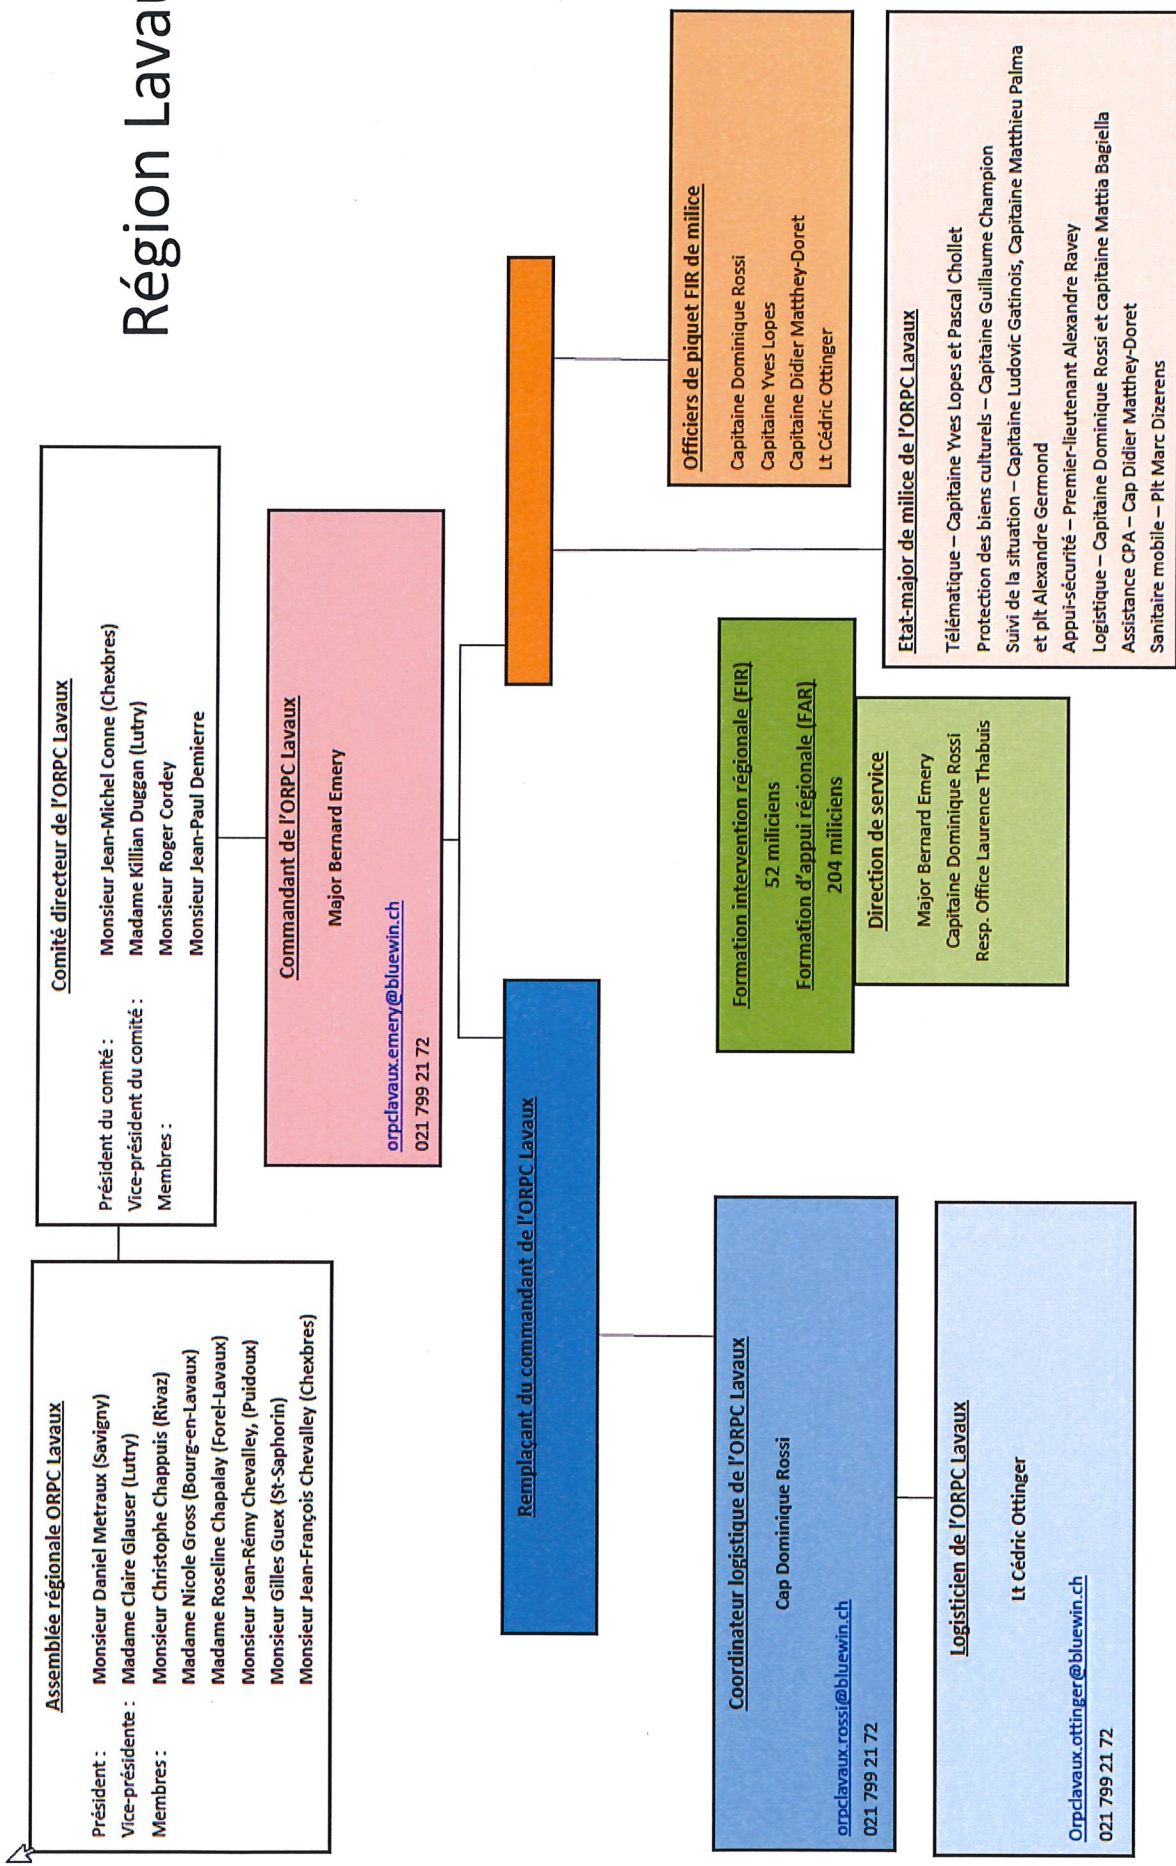 Région Lavau
Assemblée régionale ORPC Lavaux
Président : Monsieur Daniel Metraux (Savigny)
Vice-présidente : Madame Claire Glauser (Lutry)
Membres : Monsieur Christophe Chappuis (Rivaz)
Madame Nicole Gross (Bourg-en-Lavaux)
Madame Roseline Chapalay (Forel-Lavaux)
Monsieur Jean-Rémy Chevalley, (Puidoux)
Monsieur Gilles Guex (St-Saphorin)
Monsieur Jean-François Chevalley (Chexbres)
Comité directeur de l'ORPC Lavaux
Président du comité : Monsieur Jean-Michel Conne (Chexbres)
Vice-président du comité : Madame Killian Duggan (Lutry)
Membres : Monsieur Roger Cordey
Monsieur Jean-Paul Demierre
Commandant de l'ORPC Lavaux
Major Bernard Emery
orpclavaux.emery@bluewin.ch
021 799 21 72
Remplaçant du commandant de l'ORPC Lavaux
Coordinateur logistique de l'ORPC Lavaux
Cap Dominique Rossi
orpclavaux.rossi@bluewin.ch
021 799 21 72
Logisticien de l'ORPC Lavaux
Lt Cédric Ottinger
Orpclavaux.ottinger@bluewin.ch
021 799 21 72
Formation intervention régionale (FIR)
52 miliciens
Formation d'appui régionale (FAR)
204 miliciens
Direction de service
Major Bernard Emery
Capitaine Dominique Rossi
Resp. Office Laurence Thabuis
Officiers de piquet FIR de milice
Capitaine Dominique Rossi
Capitaine Yves Lopes
Capitaine Didier Matthey-Doret
Lt Cédric Ottinger
Etat-major de milice de l'ORPC Lavaux
Télématique – Capitaine Yves Lopes et Pascal Chollet
Protection des biens culturels – Capitaine Guillaume Champion
Suivi de la situation – Capitaine Ludovic Gatinois, Capitaine Matthieu Palma
et plt Alexandre Germond
Appui-sécurité – Premier-lieutenant Alexandre Ravey
Logistique – Capitaine Dominique Rossi et capitaine Mattia Bagiella
Assistance CPA – Cap Didier Matthey-Doret
Sanitaire mobile – Plt Marc Dizerens